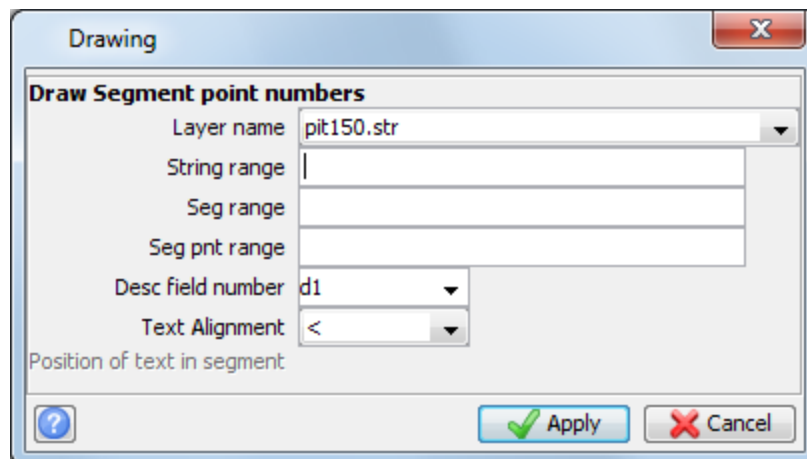 Drawing
Draw Segment point numbers
Layer name pit150.str
String range
Seg range
Seg pnt range
Desc field number d1
Text Alignment <
Position of text in segment
? Apply Cancel